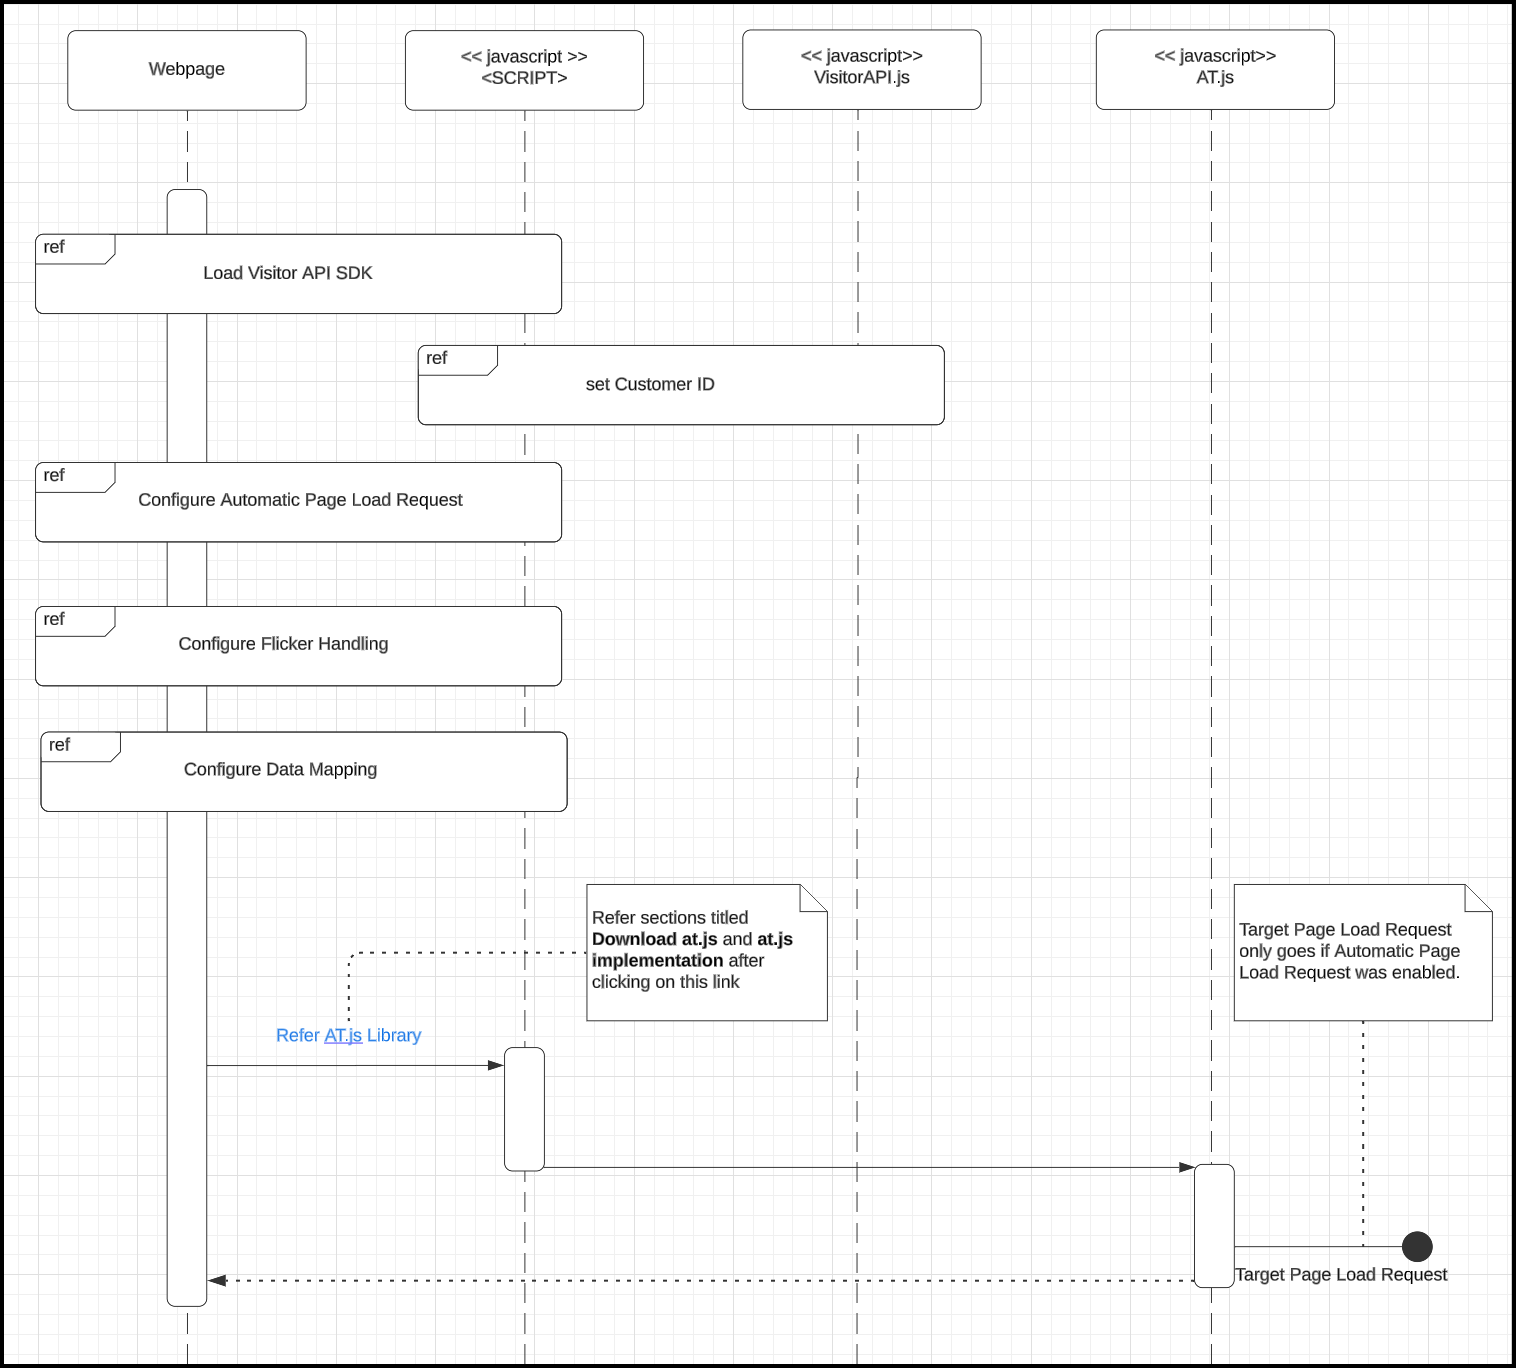 Webpage
<< javascript >>
<SCRIPT>
<< javascript>>
VisitorAPI.js
<< javascript>>
AT.js
ref
Load Visitor API SDK
ref
set Customer ID
ref
Configure Automatic Page Load Request
ref
Configure Flicker Handling
ref
Configure Data Mapping
Refer sections titled
Download at.js and at.js
implementation after
clicking on this link
Target Page Load Request
only goes if Automatic Page
Load Request was enabled.
Refer AT.js Library
Target Page Load Request